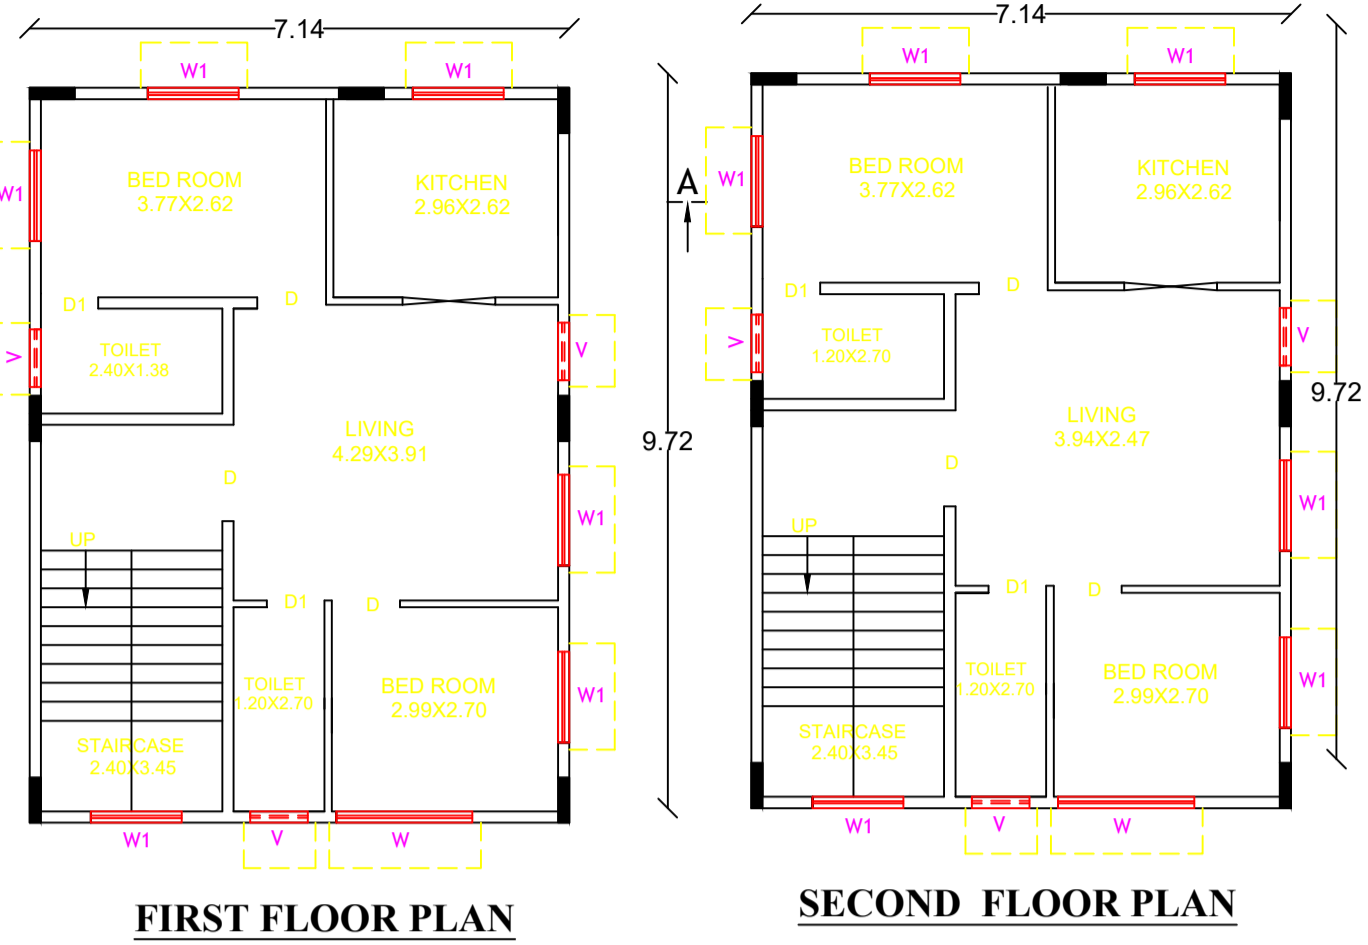 7.14
W1
W1
W1
BED ROOM
3.77X2.62
KITCHEN
2.96X2.62
D1
D
V
TOILET
2.40X1.38
V
LIVING
4.29X3.91
9.72
D
W1
UP
D1
D
TOILET
1.20X2.70
BED ROOM
2.99X2.70
W1
STAIRCASE
2.40X3.45
W1
V
W
FIRST FLOOR PLAN
A
7.14
W1
W1
W1
BED ROOM
3.77X2.62
KITCHEN
2.96X2.62
D1
D
V
TOILET
1.20X2.70
V
9.72
LIVING
3.94X2.47
D
W1
UP
D1
D
TOILET
1.20X2.70
BED ROOM
2.99X2.70
W1
STAIRCASE
2.40X3.45
W1
V
W
SECOND FLOOR PLAN